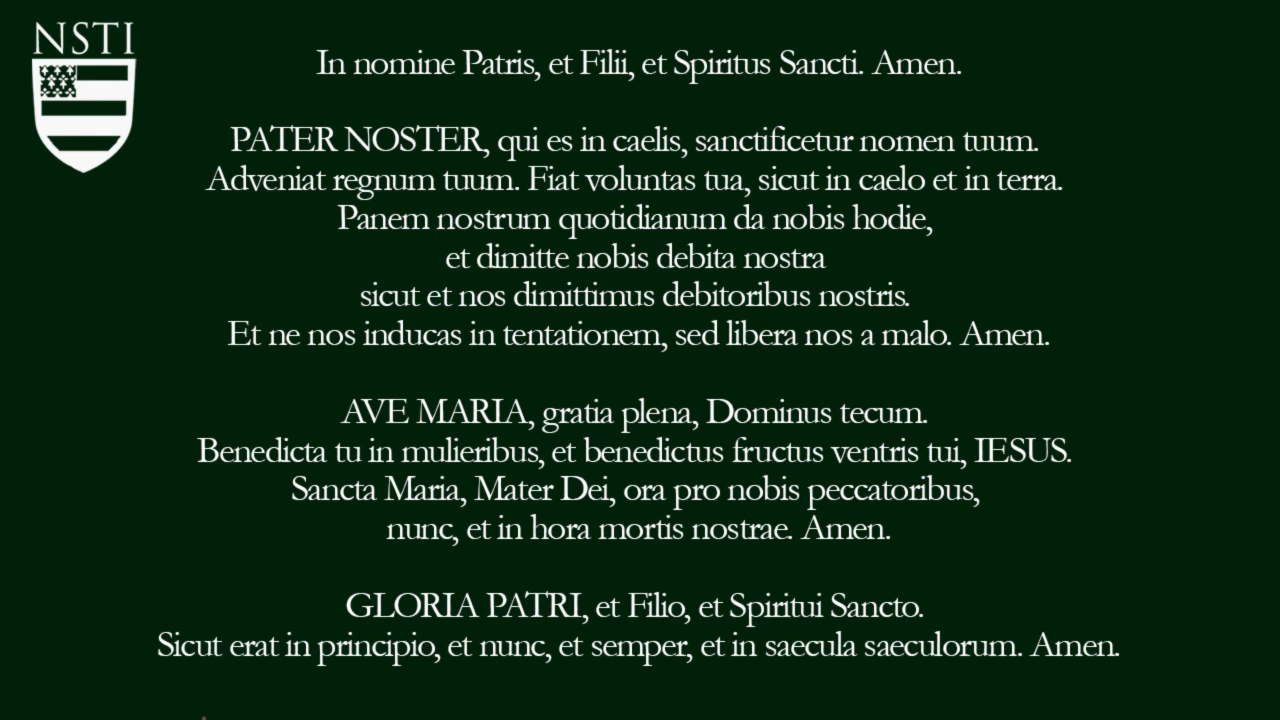 NSTI
In nomine Patris, et Filii, et Spiritus Sancti. Amen.
PATER NOSTER, qui es in caelis, sanctificetur nomen tuum.
Adveniat regnum tuum. Fiat voluntas tua, sicut in caelo et in terra.
Panem nostrum quotidianum da nobis hodie,
et dimitte nobis debita nostra
sicut et nos dimittimus debitoribus nostris.
Et ne nos inducas in tentationem, sed libera nos a malo. Amen.
AVE MARIA, gratia plena, Dominus tecum.
Benedicta tu in mulieribus, et benedictus fructus ventris tui, IESUS.
Sancta Maria, Mater Dei, ora pro nobis peccatoribus,
nunc, et in hora mortis nostrae. Amen.
GLORIA PATRI, et Filio, et Spiritui Sancto.
Sicut erat in principio, et nunc, et semper, et in saecula saeculorum. Amen.